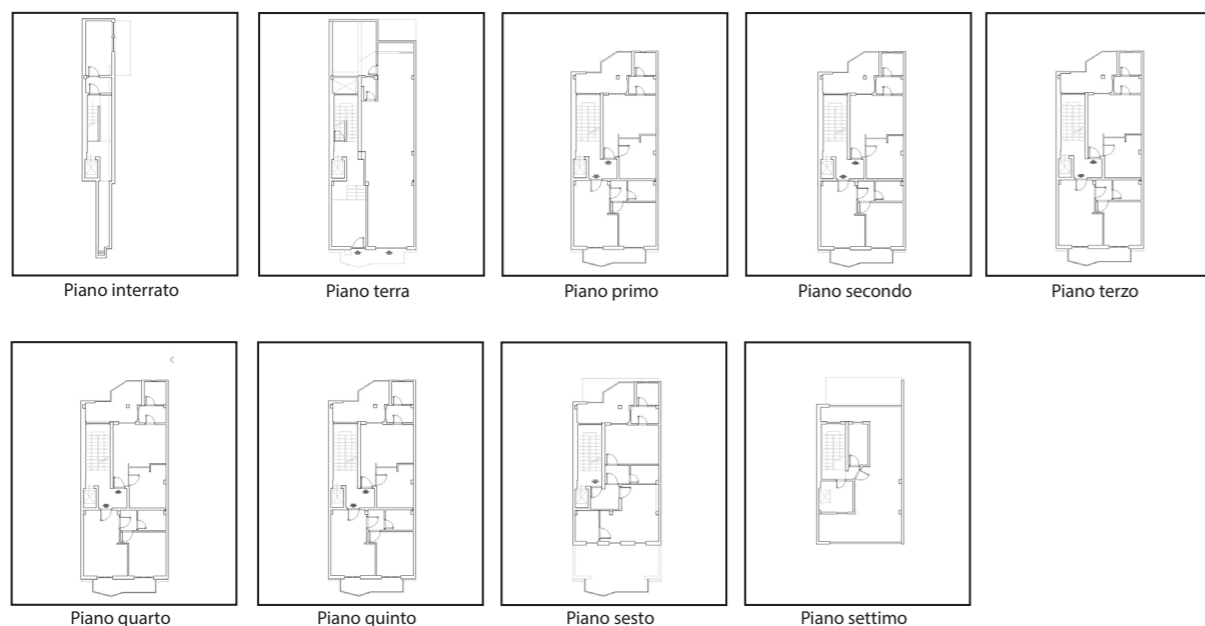 Piano interrato
Piano terra
Piano primo
Piano secondo
Piano terzo
Piano quarto
Piano quinto
Piano sesto
Piano settimo